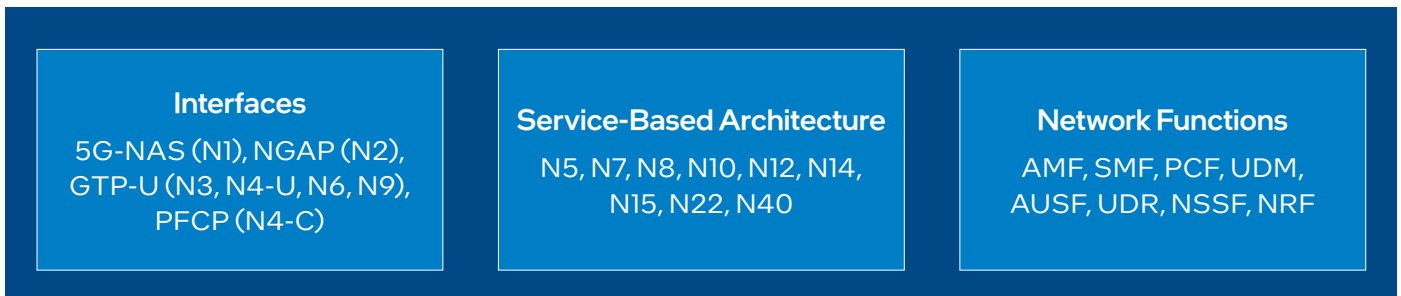 Interfaces
5G-NAS (N1), NGAP (N2),
GTP-U (N3, N4-U, N6, N9),
PFCP (N4-C)
Service-Based Architecture
N5, N7, N8, N10, N12, N14,
N15, N22, N40
Network Functions
AMF, SMF, PCF, UDM,
AUSF, UDR, NSSF, NRF